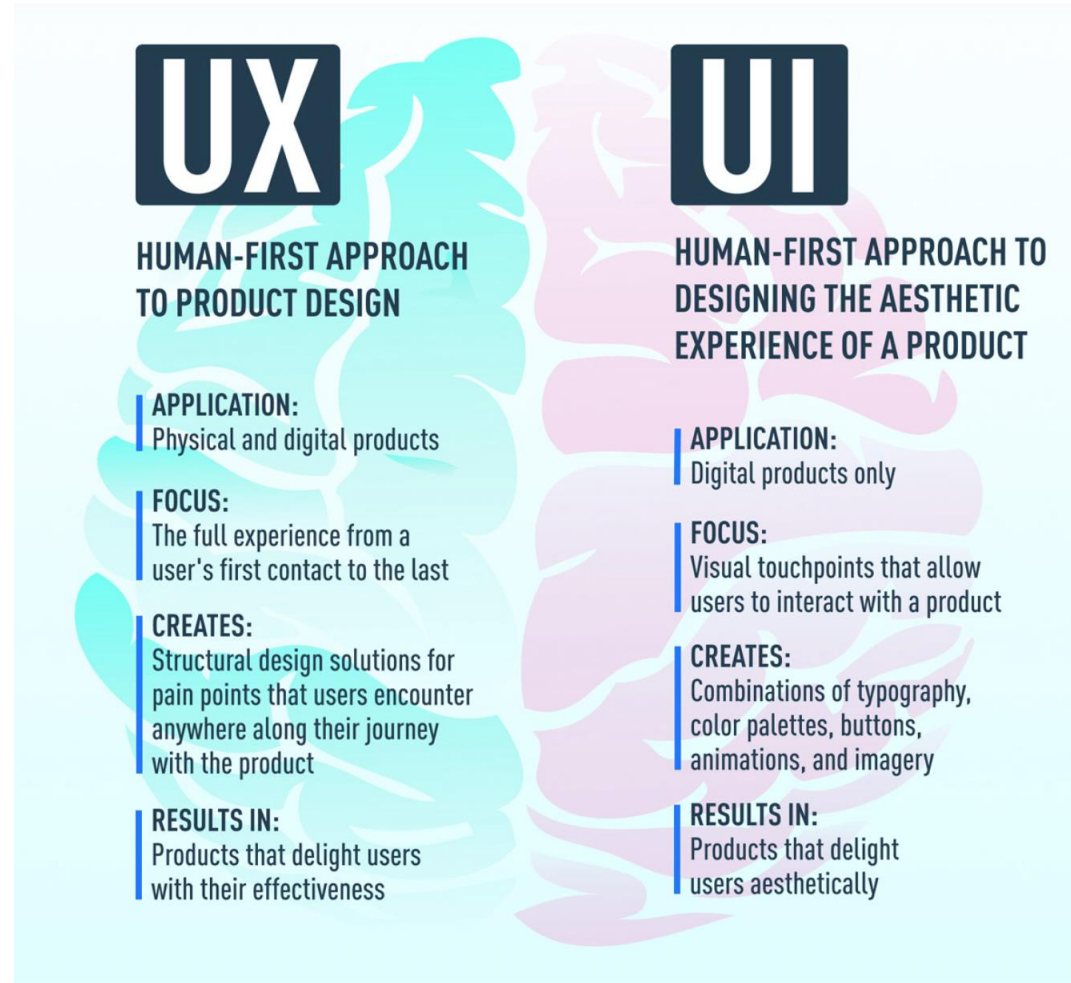 UX
HUMAN-FIRST APPROACH
TO PRODUCT DESIGN
APPLICATION:
Physical and digital products
FOCUS:
The full experience from a
user's first contact to the last
CREATES:
Structural design solutions for
pain points that users encounter
anywhere along their journey
with the product
RESULTS IN:
Products that delight users
with their effectiveness
UI
HUMAN-FIRST APPROACH TO
DESIGNING THE AESTHETIC
EXPERIENCE OF A PRODUCT
APPLICATION:
Digital products only
FOCUS:
Visual touchpoints that allow
users to interact with a product
CREATES:
Combinations of typography,
color palettes, buttons,
animations, and imagery
RESULTS IN:
Products that delight
users aesthetically